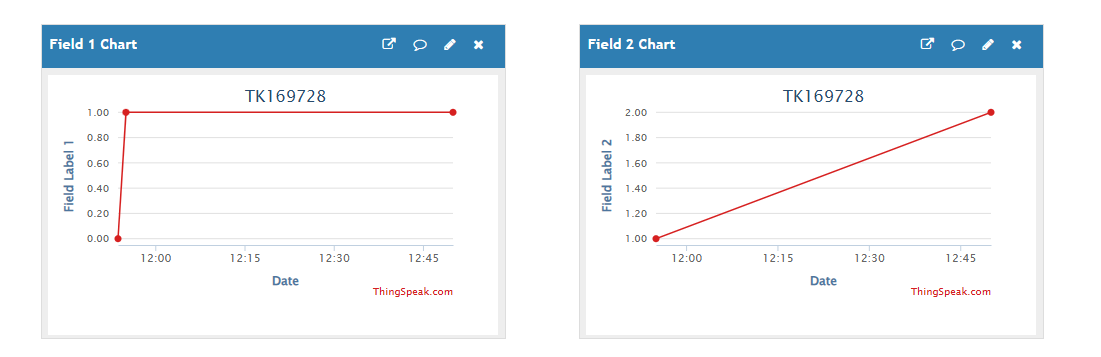 Field 1 Chart
TK169728
1.00
0.80
0.60
0.40
0.20
0.00
Field Label 1
12:00 12:15 12:30 12:45
Date
ThingSpeak.com
Field 2 Chart
TK169728
2.00
1.80
1.60
1.40
1.20
1.00
Field Label 2
12:00 12:15 12:30 12:45
Date
ThingSpeak.com